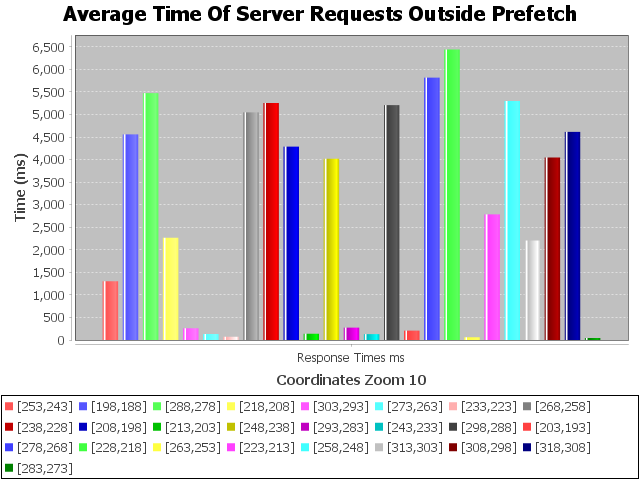 Average Time Of Server Requests Outside Prefetch
6,500
6,000
5,500
5,000
4,500
4,000
3,500
3,000
2,500
2,000
1,500
1,000
500
0
Time (ms)
Response Times ms
Coordinates Zoom 10
[253,243] [198,188] [288,278] [218,208] [303,293] [273,263] [233,223] [268,258]
[238,228] [208,198] [213,203] [248,238] [293,283] [243,233] [298,288] [203,193]
[278,268] [228,218] [263,253] [223,213] [258,248] [313,303] [308,298] [318,308]
[283,273]